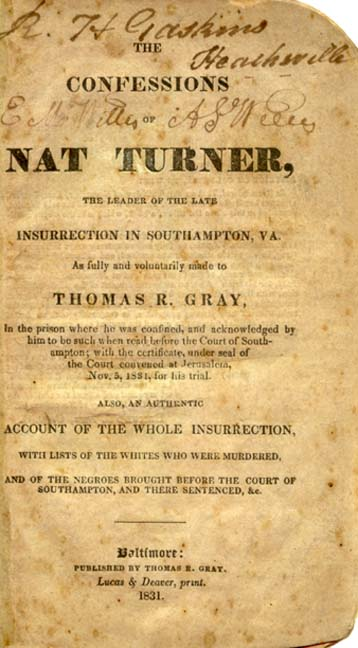 R. H Gaskins
THE
Heathsville
CONFESSIONS
OF
NAT TURNER,
THE LEADER OF THE LATE
INSURRECTION IN SOUTHAMPTON, VA.
As fully and voluntarily made to
THOMAS R. GRAY,
In the prison where he was confined, and acknowledged by
him to be such when read before the Court of South-
ampton; with the certificate, under seal of
the Court convened at Jerusalem,
Nov. 5, 1831, for his trial.
ALSO, AN AUTHENTIC
ACCOUNT OF THE WHOLE INSURRECTION,
WITH LISTS OF THE WHITES WHO WERE MURDERED,
AND OF THE NEGROES BROUGHT BEFORE THE COURT OF
SOUTHAMPTON, AND THERE SENTENCED, &c.
Baltimore:
PUBLISHED BY THOMAS R. GRAY.
Lucas & Deaver, print.
1831.